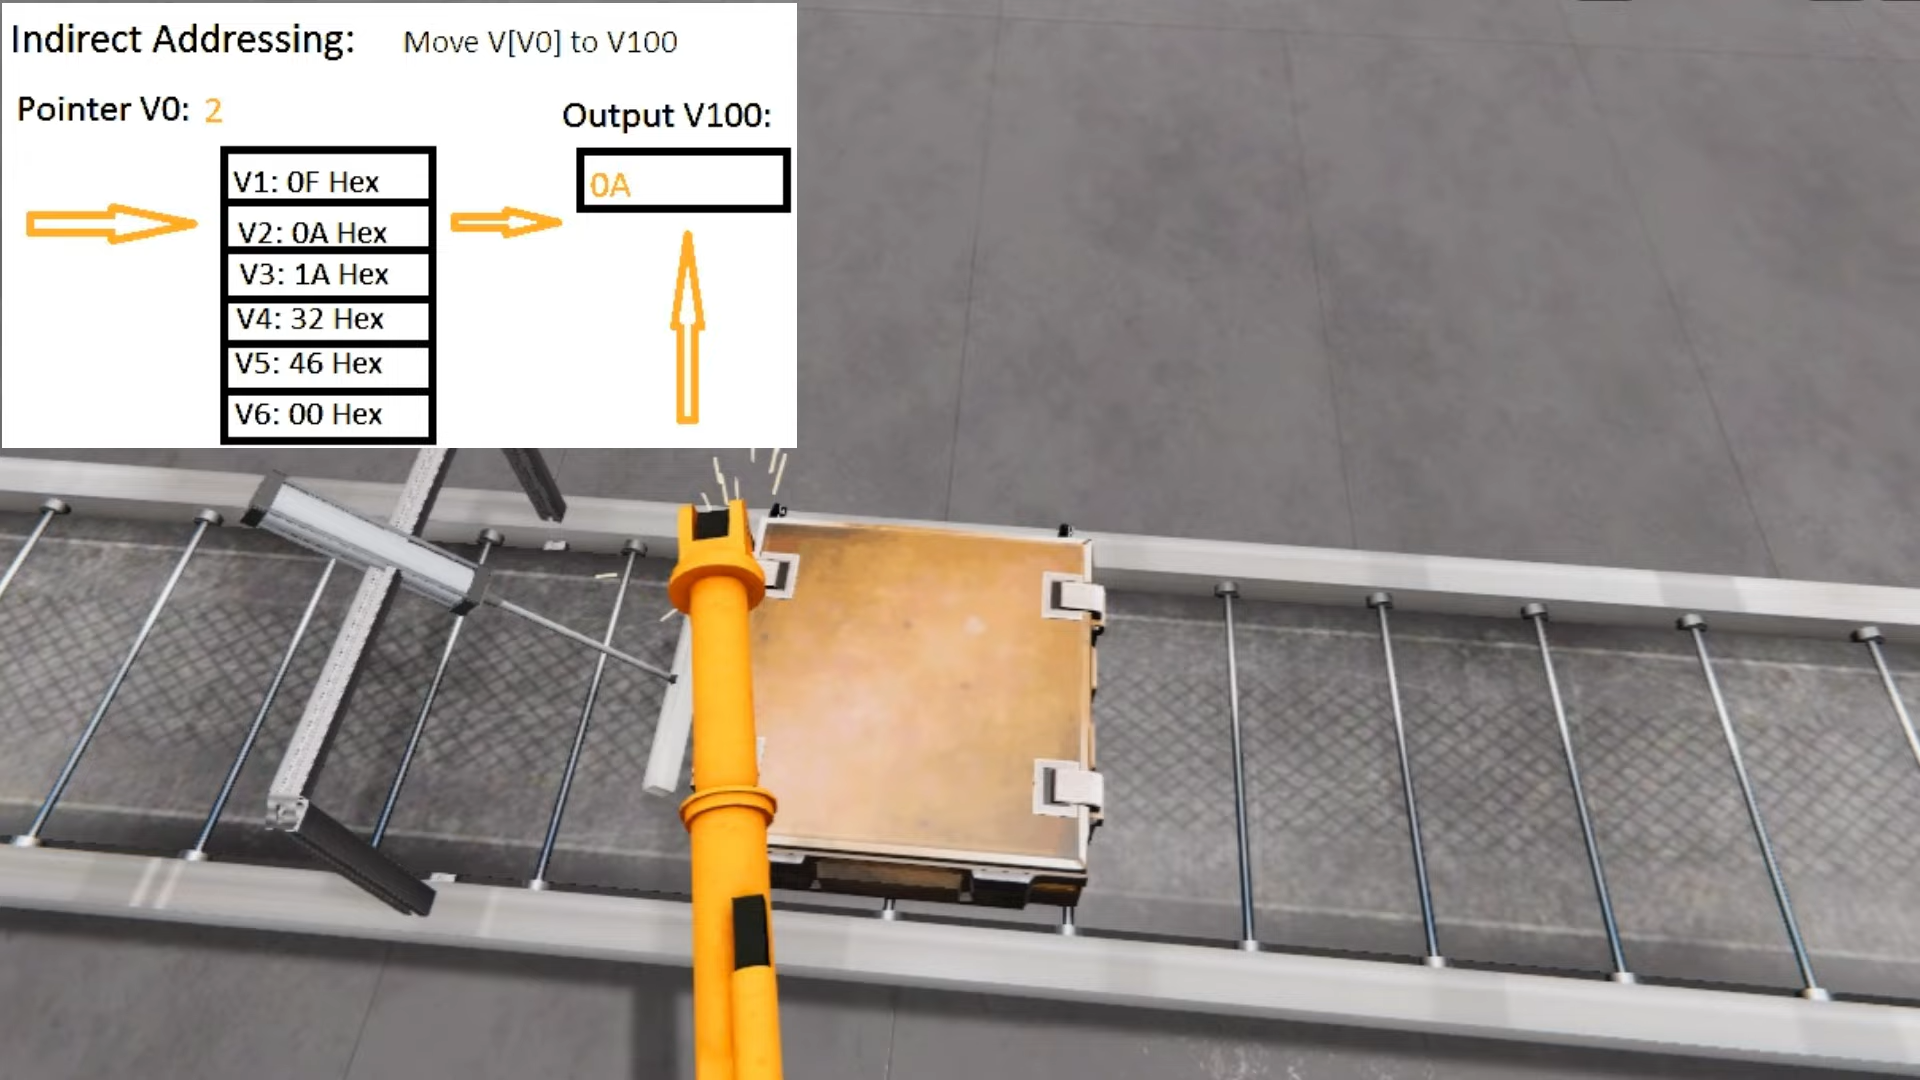 Indirect Addressing: Move V[V0] to V100
Pointer V0: 2
Output V100:
V1: 0F Hex
0A
V2: 0A Hex
V3: 1A Hex
V4: 32 Hex
V5: 46 Hex
V6: 00 Hex